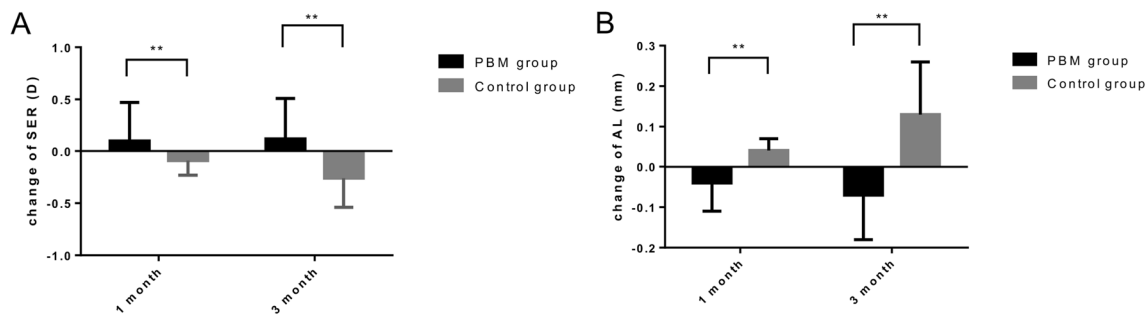 A
change of SER (D)
1.0
0.5
0.0
-0.5
-1.0
**
**
1 month
3 month
PBM group
Control group
B
change of AL (mm)
0.3
0.2
0.1
0.0
-0.1
-0.2
**
**
1 month
3 month
PBM group
Control group